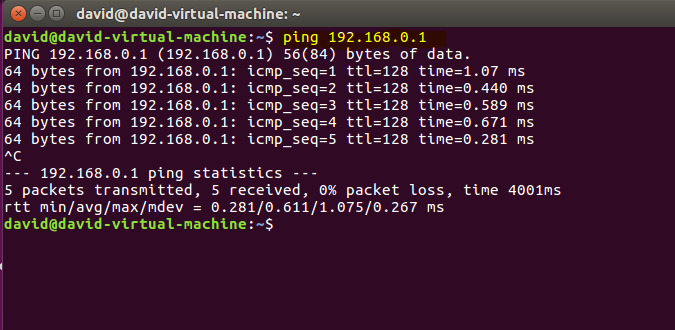 david@david-virtual-machine: ~
david@david-virtual-machine:~$ ping 192.168.0.1
PING 192.168.0.1 (192.168.0.1) 56(84) bytes of data.
64 bytes from 192.168.0.1: icmp_seq=1 ttl=128 time=1.07 ms
64 bytes from 192.168.0.1: icmp_seq=2 ttl=128 time=0.440 ms
64 bytes from 192.168.0.1: icmp_seq=3 ttl=128 time=0.589 ms
64 bytes from 192.168.0.1: icmp_seq=4 ttl=128 time=0.671 ms
64 bytes from 192.168.0.1: icmp_seq=5 ttl=128 time=0.281 ms
^C
--- 192.168.0.1 ping statistics ---
5 packets transmitted, 5 received, 0% packet loss, time 4001ms
rtt min/avg/max/mdev = 0.281/0.611/1.075/0.267 ms
david@david-virtual-machine:~$